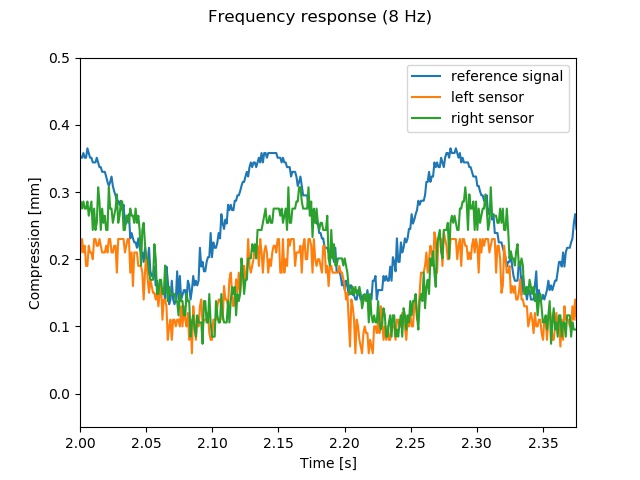 Frequency response (8 Hz)
reference signal
left sensor
right sensor
Compression [mm]
0.5
0.4
0.3
0.2
0.1
0.0
2.00 2.05 2.10 2.15 2.20 2.25 2.30 2.35
Time [s]